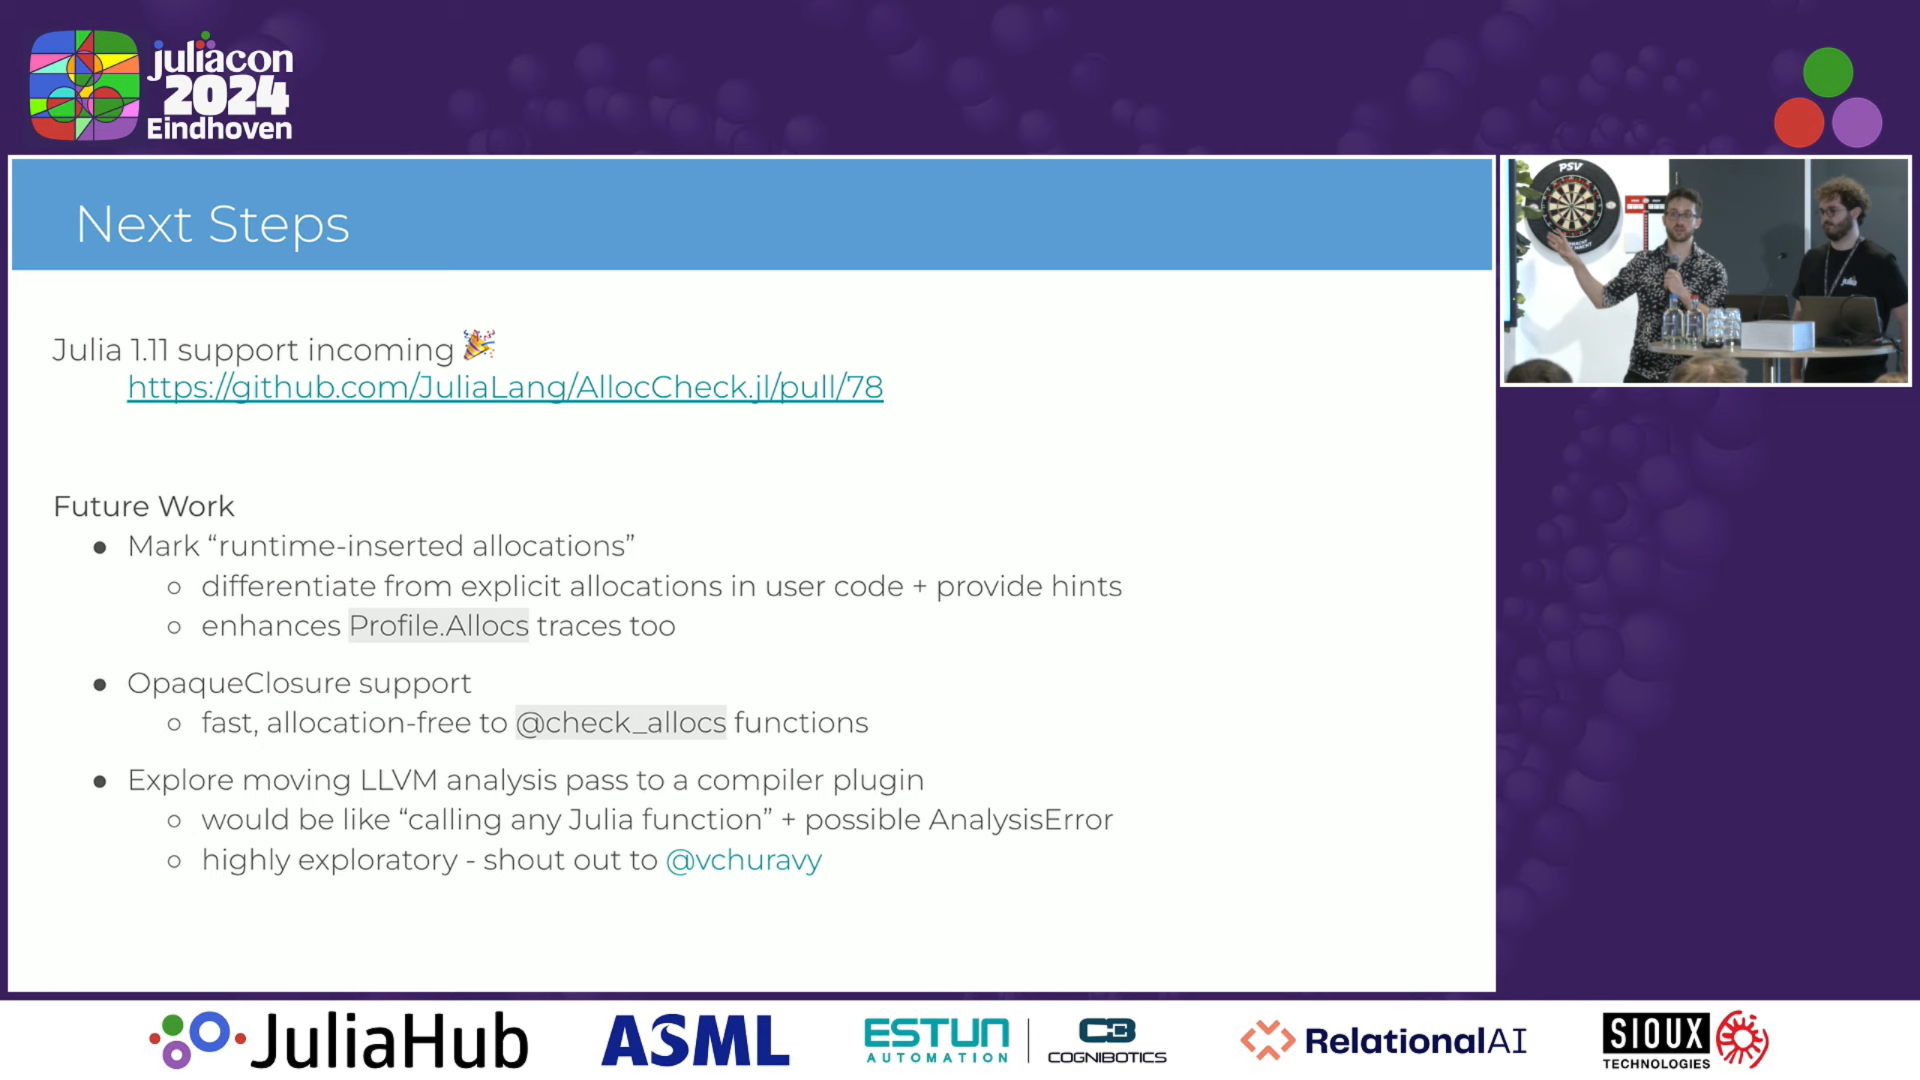 juliacon
2024
Eindhoven
Next Steps
PSV
Julia 1.11 support incoming
https://github.com/JuliaLang/AllocCheck.jl/pull/78
Future Work
● Mark “runtime-inserted allocations”
○ differentiate from explicit allocations in user code + provide hints
○ enhances Profile.Allocs traces too
● OpaqueClosure support
○ fast, allocation-free to @check_allocs functions
● Explore moving LLVM analysis pass to a compiler plugin
○ would be like “calling any Julia function” + possible AnalysisError
○ highly exploratory - shout out to @vchuravy
JuliaHub
ASML
ESTUN
AUTOMATION
COGNIBOTICS
RelationalAI
SIOUX
TECHNOLOGIES